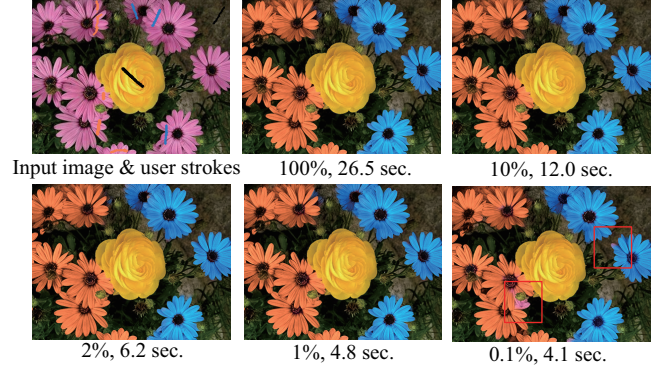 Input image & user strokes
100%, 26.5 sec.
10%, 12.0 sec.
2%, 6.2 sec.
1%, 4.8 sec.
0.1%, 4.1 sec.